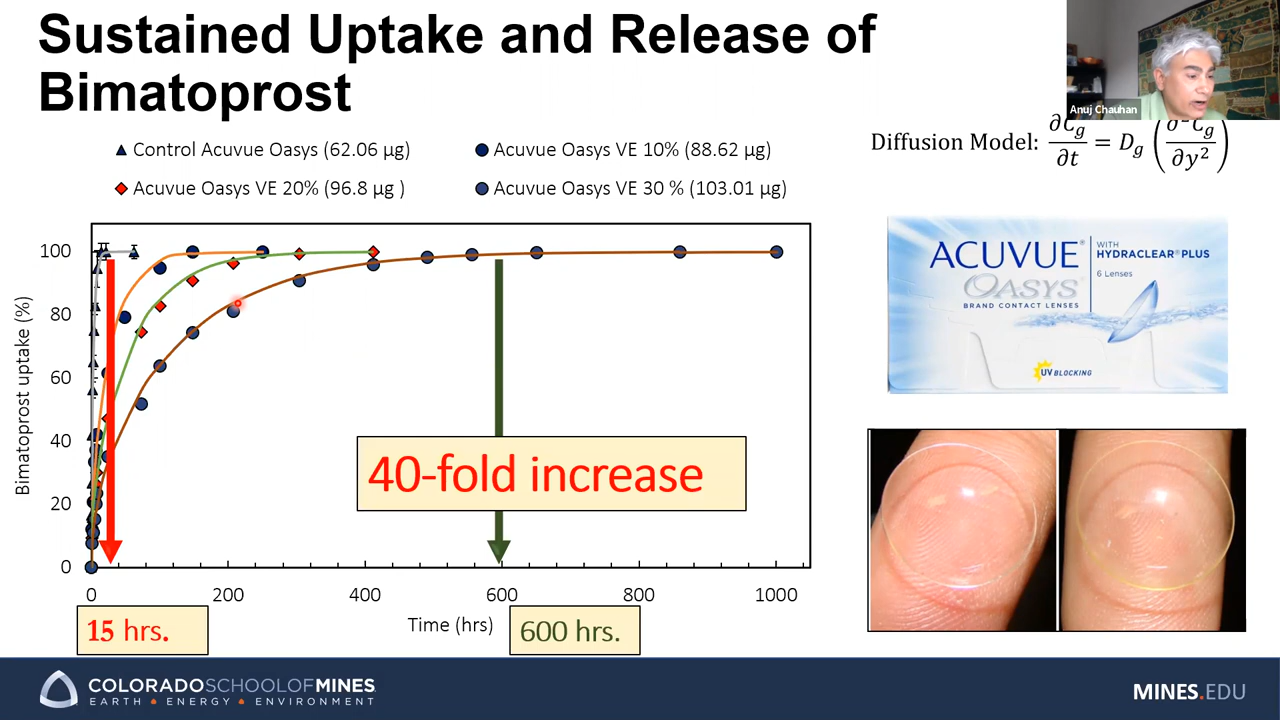 Sustained Uptake and Release of
Bimatoprost
Anuj Chauhan
Control Acuvue Oasys (62.06 µg)
Acuvue Oasys VE 10% (88.62 µg)
Acuvue Oasys VE 20% (96.8 µg )
Acuvue Oasys VE 30 % (103.01 µg)
Diffusion Model: ∂C_g/∂t = D_g (∂²C_g/∂y²)
Bimatoprost uptake (%)
100
80
60
40
20
0
0
200
400
600
800
1000
Time (hrs)
40-fold increase
15 hrs.
600 hrs.
ACUVUE®
OASYS®
BRAND CONTACT LENSES
WITH
HYDRACLEAR® PLUS
6 Lenses
UV BLOCKING
COLORADOSCHOOLOFMINES
EARTH • ENERGY • ENVIRONMENT
MINES.EDU